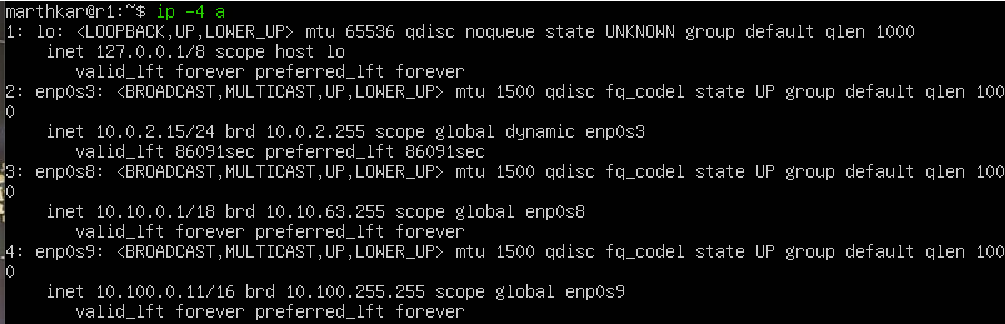 marthkar@r1:~$ ip -4 a
1: lo: <LOOPBACK,UP,LOWER_UP> mtu 65536 qdisc noqueue state UNKNOWN group default qlen 1000
    inet 127.0.0.1/8 scope host lo
       valid_lft forever preferred_lft forever
2: enp0s3: <BROADCAST,MULTICAST,UP,LOWER_UP> mtu 1500 qdisc fq_codel state UP group default qlen 100
0
    inet 10.0.2.15/24 brd 10.0.2.255 scope global dynamic enp0s3
       valid_lft 86091sec preferred_lft 86091sec
3: enp0s8: <BROADCAST,MULTICAST,UP,LOWER_UP> mtu 1500 qdisc fq_codel state UP group default qlen 100
0
    inet 10.10.0.1/18 brd 10.10.63.255 scope global enp0s8
       valid_lft forever preferred_lft forever
4: enp0s9: <BROADCAST,MULTICAST,UP,LOWER_UP> mtu 1500 qdisc fq_codel state UP group default qlen 100
0
    inet 10.100.0.11/16 brd 10.100.255.255 scope global enp0s9
       valid_lft forever preferred_lft forever